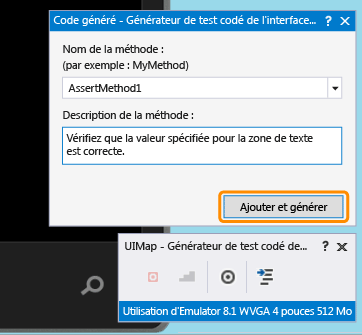 Code généré - Générateur de test codé de l'interface... ? X
Nom de la méthode :
(par exemple : MyMethod)
AssertMethod1
Description de la méthode :
Vérifiez que la valeur spécifiée pour la zone de texte
est correcte.
Ajouter et générer
UIMap - Générateur de test codé de... ? X
Utilisation d'Emulator 8.1 WVGA 4 pouces 512 Mo